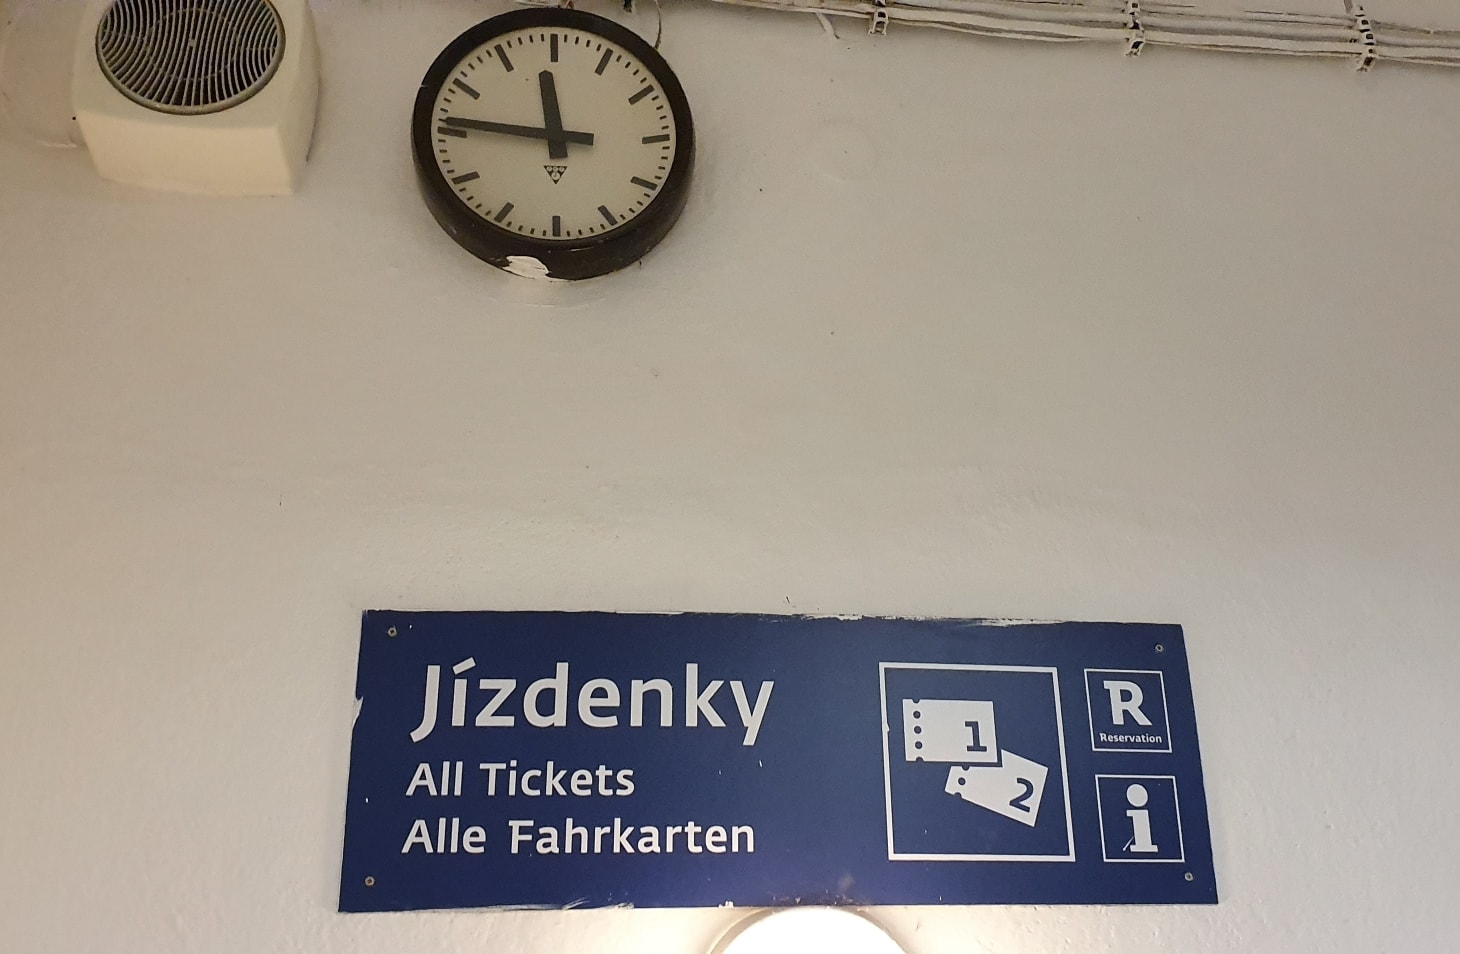 Jízdenky
All Tickets
Alle Fahrkarten
1
2
R
Reservation
i